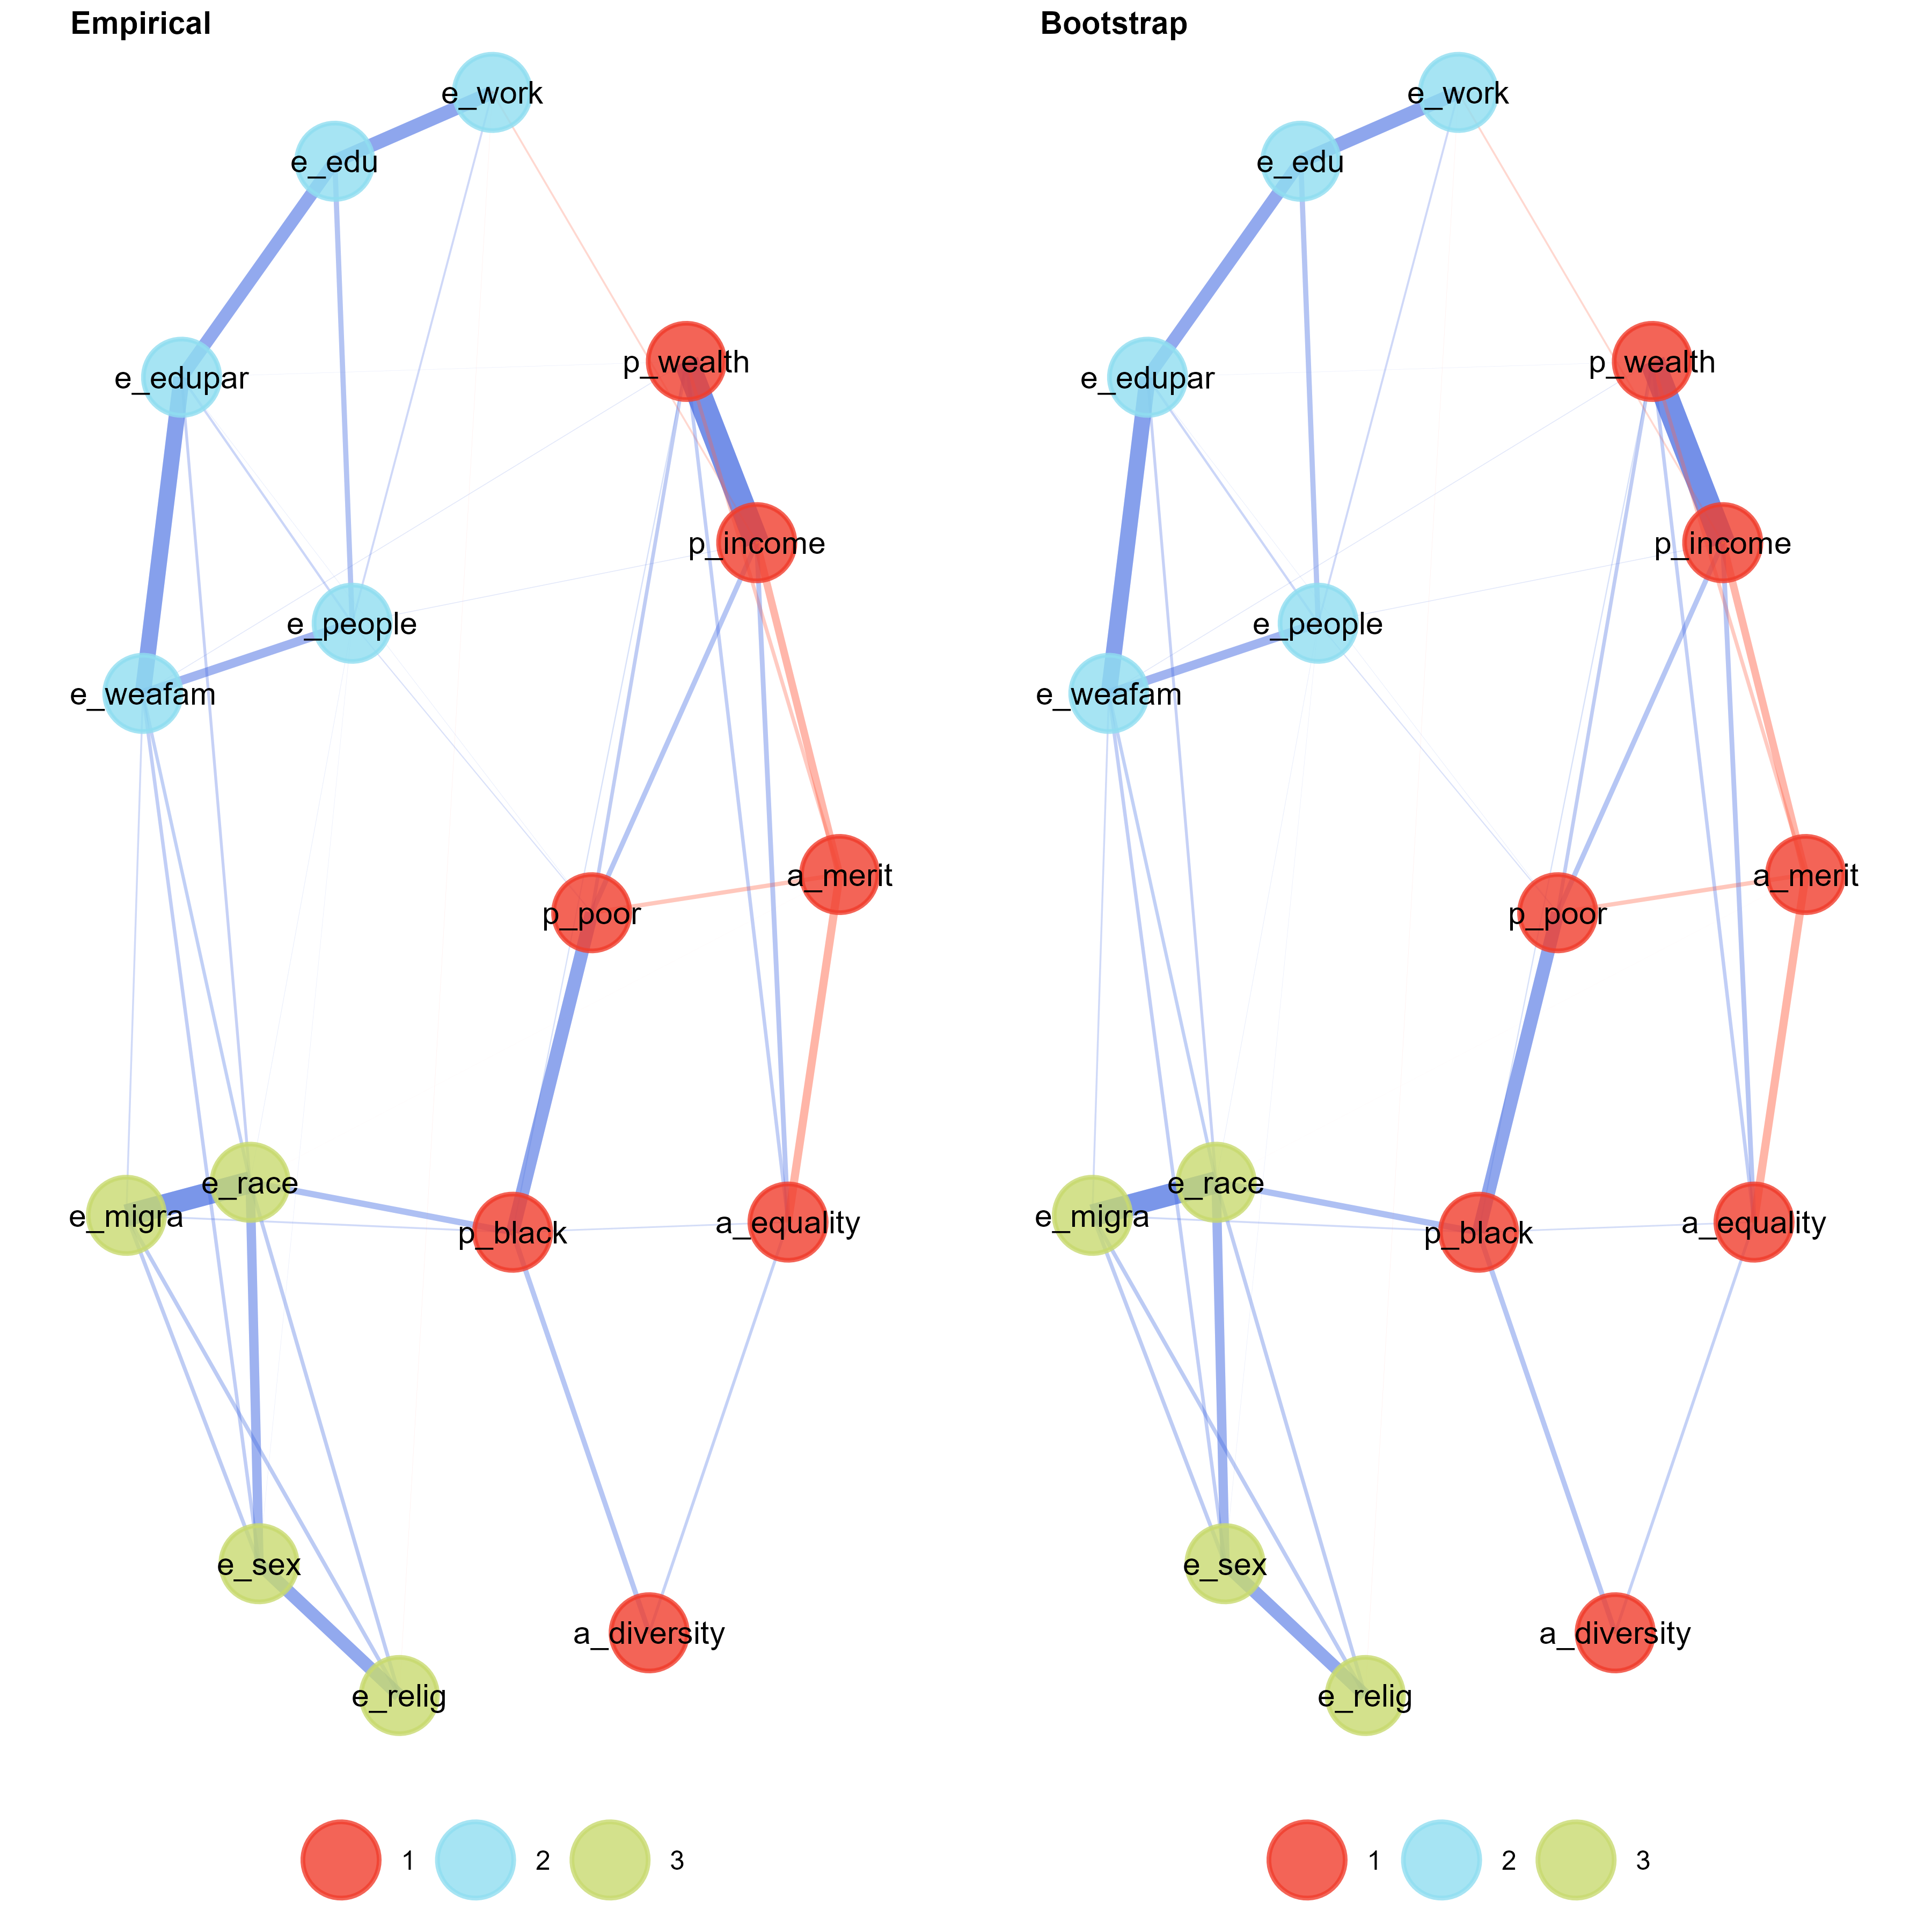 Empirical
e_work
e_edu
p_wealth
e_edupar
p_income
e_people
e_weafam
a_merit
p_poor
e_race
e_migra
p_black
a_equality
e_sex
a_diversity
e_relig
1 2 3
Bootstrap
e_work
e_edu
p_wealth
e_edupar
p_income
e_people
e_weafam
a_merit
p_poor
e_race
e_migra
p_black
a_equality
e_sex
a_diversity
e_relig
1 2 3